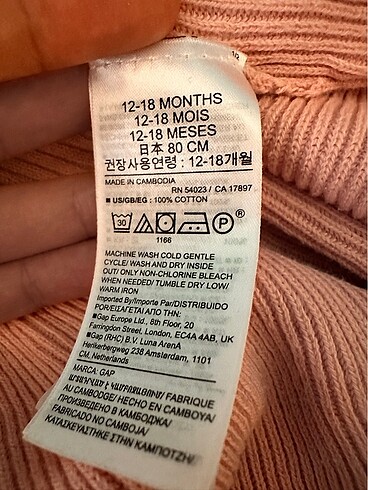 1/2
12-18 MONTHS
12-18 MOIS
12-18 MESES
日本 80 CM
권장사용연령 : 12-18개월
MADE IN CAMBODIA
RN 54023 / CA 17897
■ US/GB/EG : 100% COTTON
30 P ®
1166
MACHINE WASH COLD GENTLE
CYCLE/ WASH AND DRY INSIDE
OUT/ ONLY NON-CHLORINE BLEACH
WHEN NEEDED/ TUMBLE DRY LOW/
WARM IRON
Imported By/Importe Par/DISTRIBUIDO
POR/ΕΙΣΑΓΕΤΑΙ ΑΠΟ ΤΗΝ:
■Gap Europe Ltd., 8th Floor, 20
Farringdon Street, London, EC4A 4AB, UK
■Gap (RHC) B.V. Luna ArenA
Herikerbergweg 238 Amsterdam, 1101
CM, Netherlands
MARCA: GAP
FABRIQUE
AU CAMBODGE/ HECHO EN CAMBOYA/
ПРОИЗВЕДЕНО В КАМБОДЖА/
FABRICADO NO CAMBOJA/
ΚΑΤΑΣΚΕΥΑΣΤΗΚΕ ΣΤΗΝ ΚΑΜΠΟΤΖΗ/